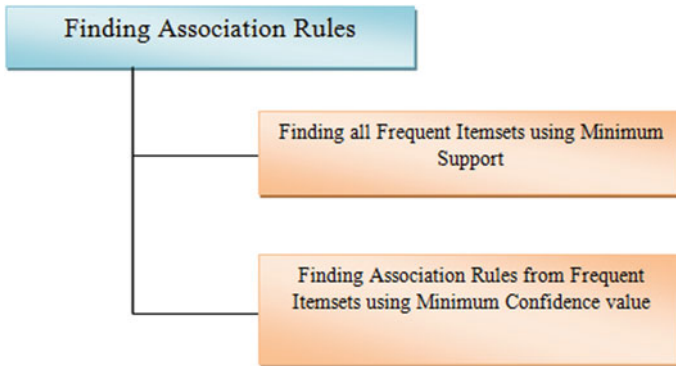 Finding Association Rules
Finding all Frequent Itemsets using Minimum
Support
Finding Association Rules from Frequent
Itemsets using Minimum Confidence value